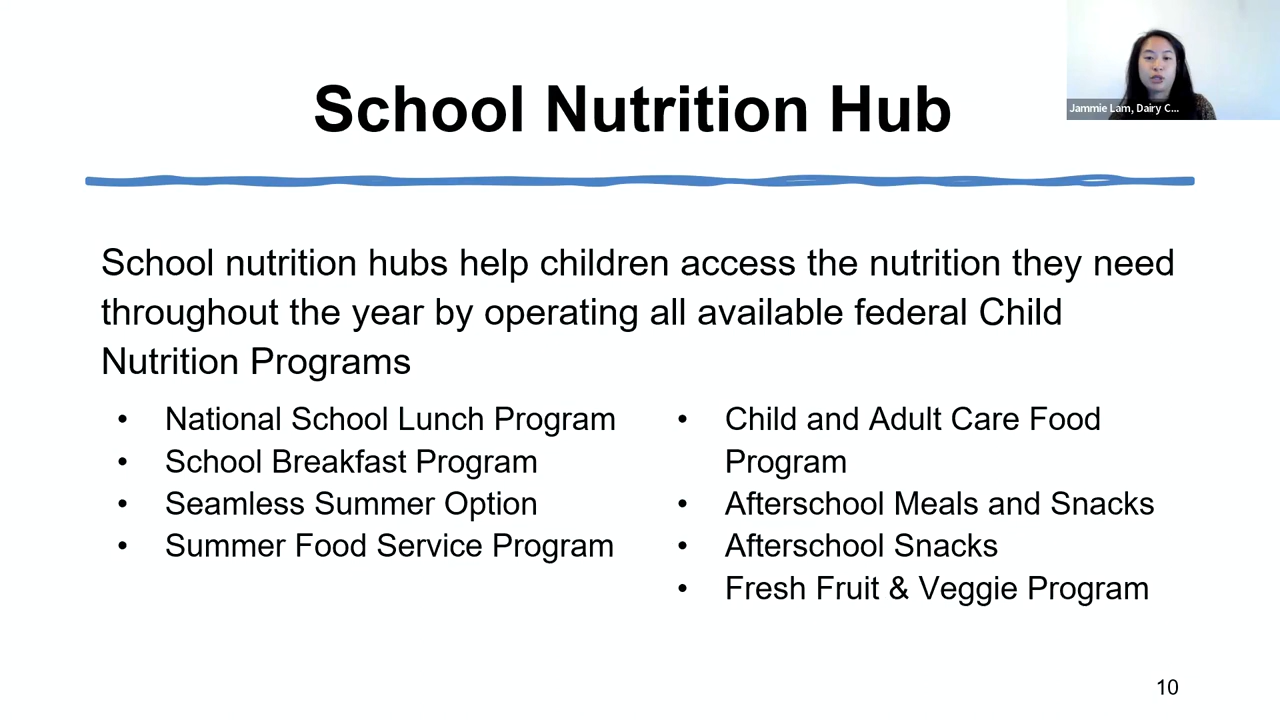 School Nutrition Hub
Jammie Lam, Dairy C...
School nutrition hubs help children access the nutrition they need
throughout the year by operating all available federal Child
Nutrition Programs
• National School Lunch Program
• School Breakfast Program
• Seamless Summer Option
• Summer Food Service Program
• Child and Adult Care Food
Program
• Afterschool Meals and Snacks
• Afterschool Snacks
• Fresh Fruit & Veggie Program
10